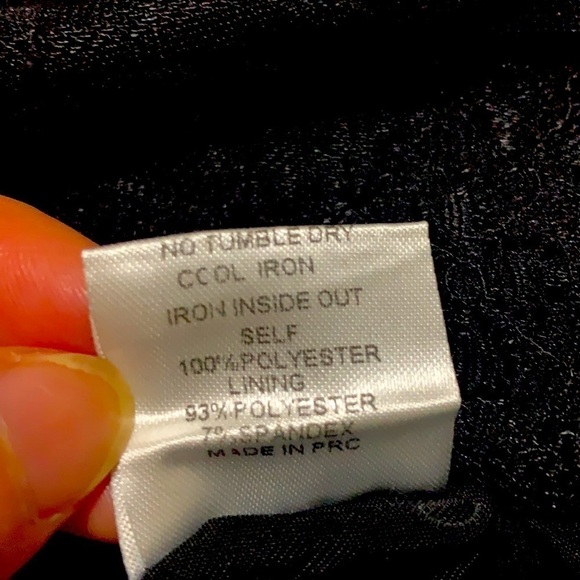 NO TUMBLE DRY
COOL IRON
IRON INSIDE OUT
SELF
100%POLYESTER
LINING
93%POLYESTER
7%SPANDEX
MADE IN PRC